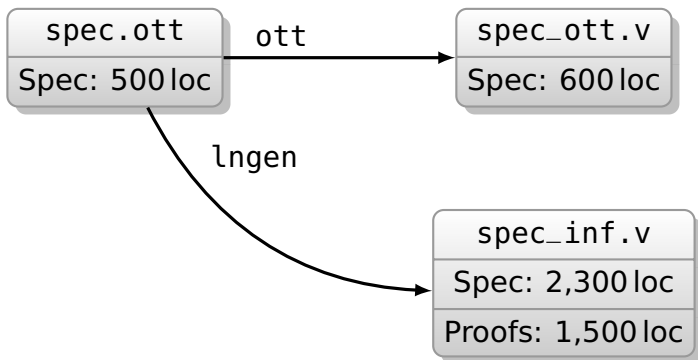 spec.ott
Spec: 500 loc
ott
spec_ott.v
Spec: 600 loc
lngen
spec_inf.v
Spec: 2,300 loc
Proofs: 1,500 loc